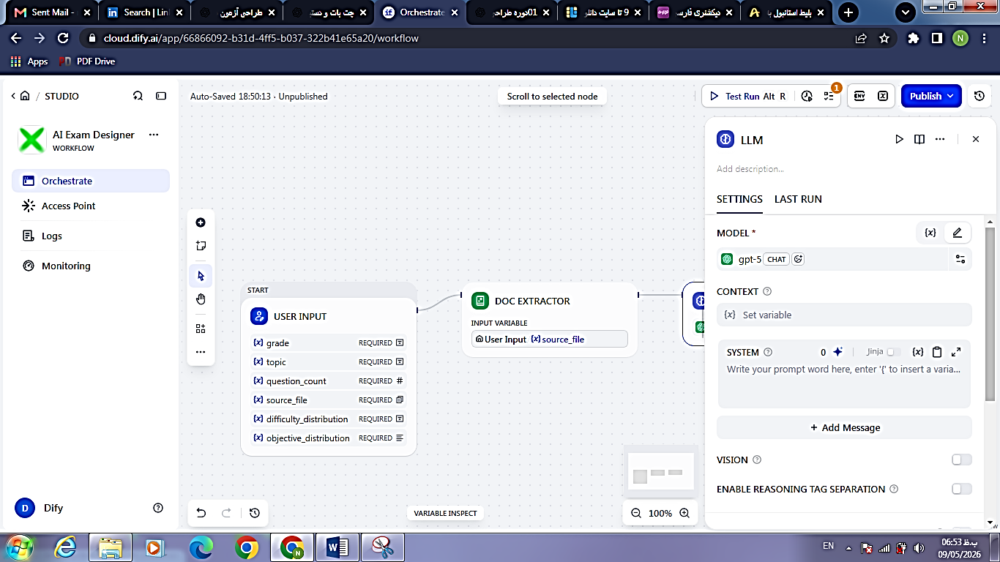 Sent Mail -
Search | Lin
طراحی آزمون
چت بات و دسته
Orchestrate
01دوره طراحی
9 تا سایت دانلو
دیکشنری فارسی
بلیط استانبول با
cloud.dify.ai/app/66866092-b31d-4ff5-b037-322b41e65a20/workflow
N
Apps
PDF Drive
STUDIO
Auto-Saved 18:50:13 · Unpublished
Scroll to selected node
Test Run Alt R
1
ENV
Publish
AI Exam Designer
WORKFLOW
Orchestrate
Access Point
Logs
Monitoring
D Dify
START
USER INPUT
{x} grade REQUIRED
{x} topic REQUIRED
{x} question_count REQUIRED #
{x} source_file REQUIRED
{x} difficulty_distribution REQUIRED
{x} objective_distribution REQUIRED
DOC EXTRACTOR
INPUT VARIABLE
User Input {x} source_file
VARIABLE INSPECT
100%
LLM
Add description...
SETTINGS LAST RUN
MODEL *
{x}
gpt-5 CHAT
CONTEXT
{x} Set variable
SYSTEM 0 Jinja {x}
Write your prompt word here, enter '{' to insert a varia...
+ Add Message
VISION
ENABLE REASONING TAG SEPARATION
EN
06:53 ب.ظ
09/05/2026